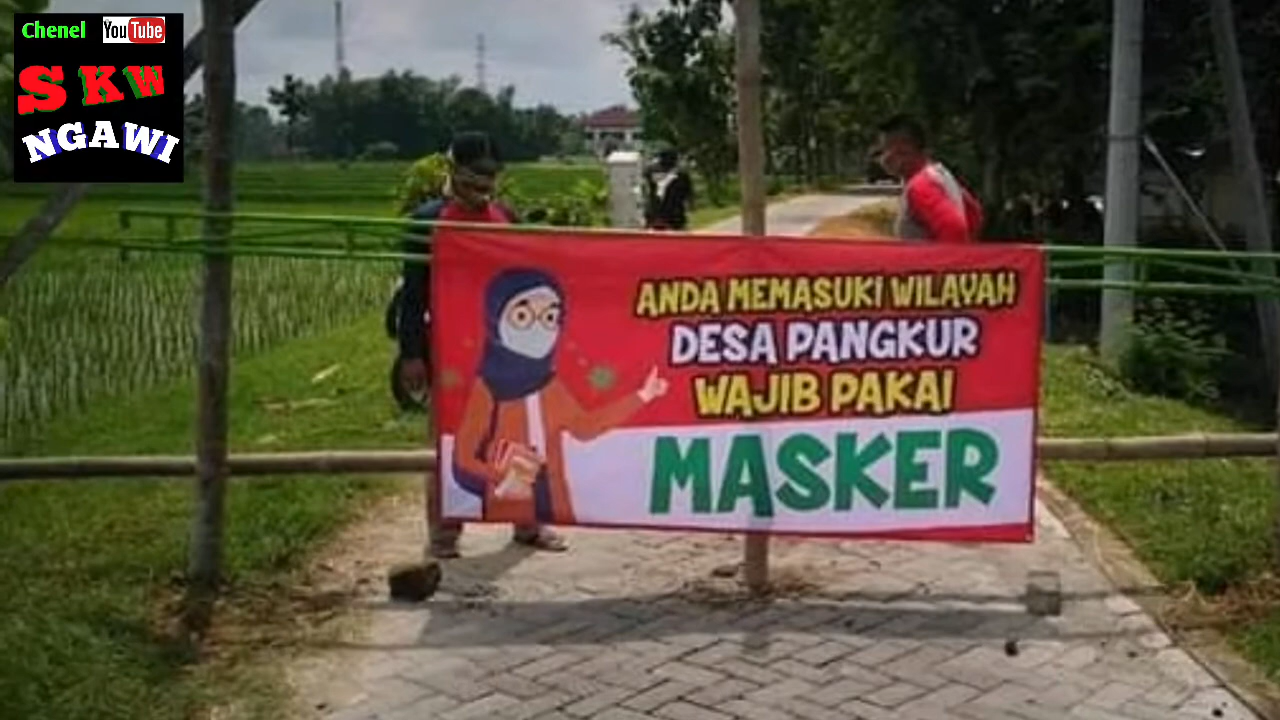 Chenel YouTube
SKW
NGAWI
ANDA MEMASUKI WILAYAH
DESA PANGKUR
WAJIB PAKAI
MASKER